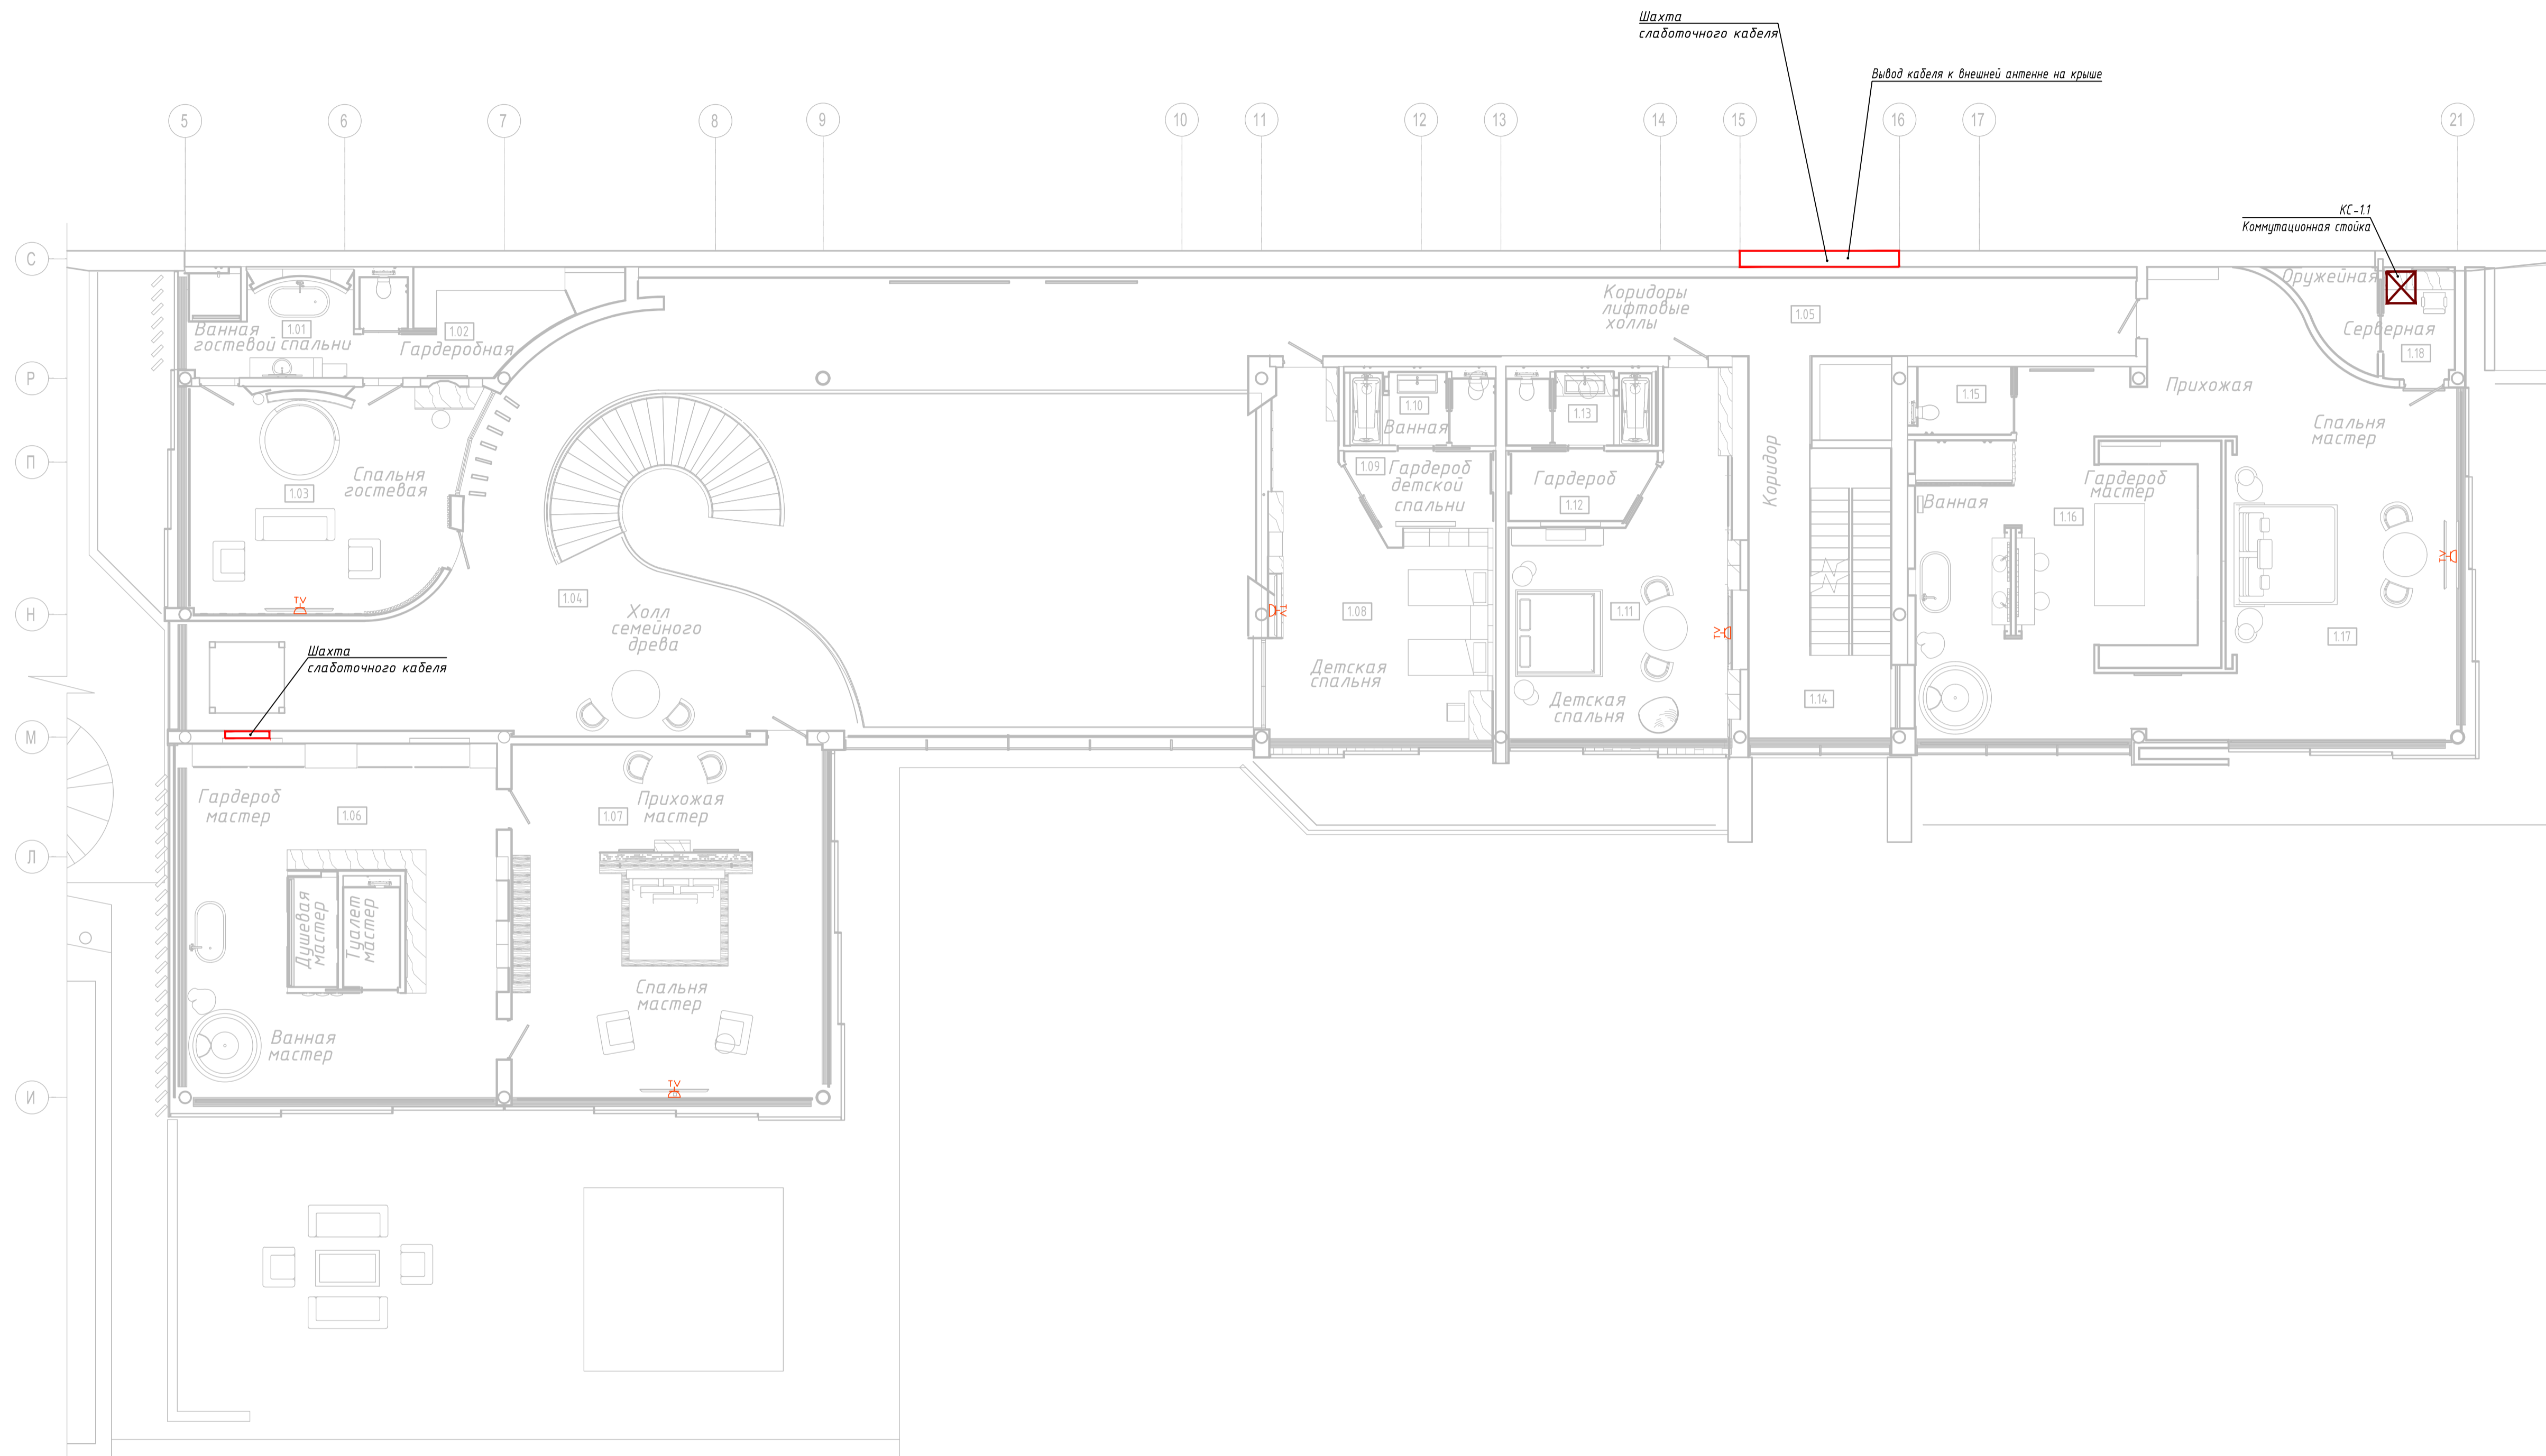 Шахта
слаботочного кабеля
Вывод кабеля к внешней антенне на крыше
5
6
7
8
9
10
11
12
13
14
15
16
17
21
КС-1.1
Коммутационная стойка
С
Р
П
Н
М
Л
И
Ванная
гостевой спальни
1.01
1.02
Гардеробная
Коридоры
лифтовые
холлы
1.05
Оружейная
Серверная
1.18
Прихожая
Спальня
мастер
1.10
Ванная
1.13
1.15
1.09
Гардероб
детской
спальни
Гардероб
1.12
Коридор
Ванная
Гардероб
мастер
1.16
Спальня
гостевая
1.03
TV
1.04
Холл
семейного
древа
Шахта
слаботочного кабеля
TV
1.08
Детская
спальня
1.11
TV
Детская
спальня
1.14
TV
1.17
Гардероб
мастер
1.06
1.07
Прихожая
мастер
Душевая
мастер
Туалет
мастер
Спальня
мастер
Ванная
мастер
TV